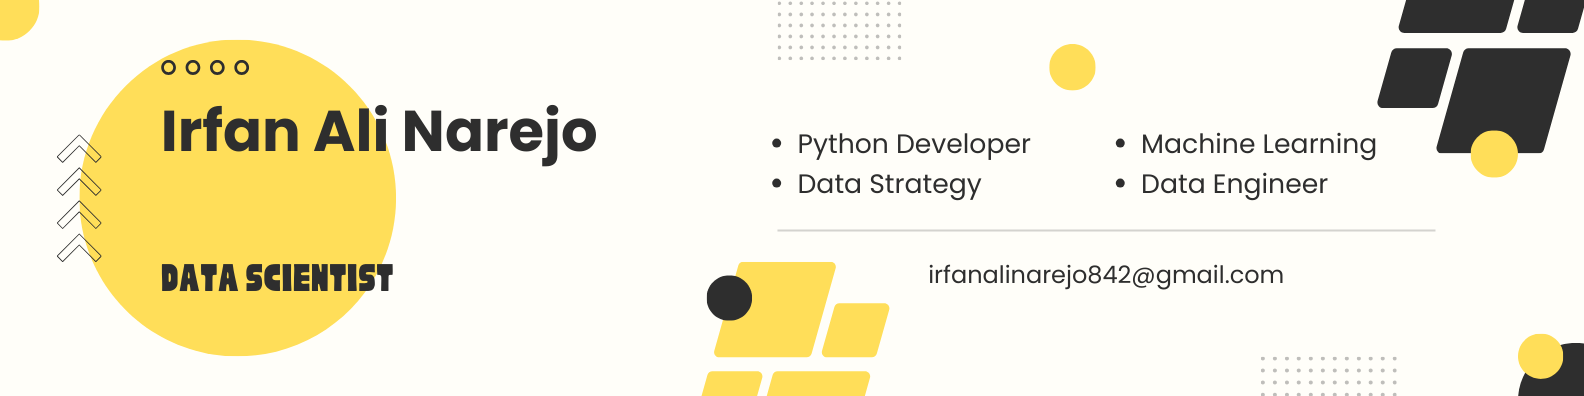 Irfan Ali Narejo
DATA SCIENTIST
• Python Developer
• Data Strategy
• Machine Learning
• Data Engineer
irfanalinarejo842@gmail.com